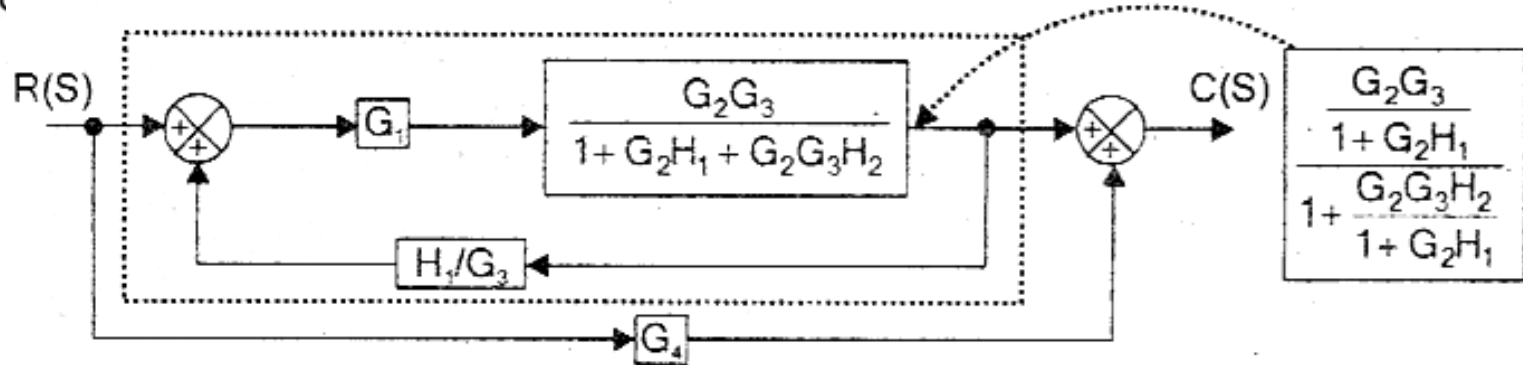 R(S)
+
+
G₁
G₂G₃
1 + G₂H₁ + G₂G₃H₂
+
+
C(S)
G₂G₃
1 + G₂H₁
1 + G₂G₃H₂
1 + G₂H₁
H₁/G₃
G₄